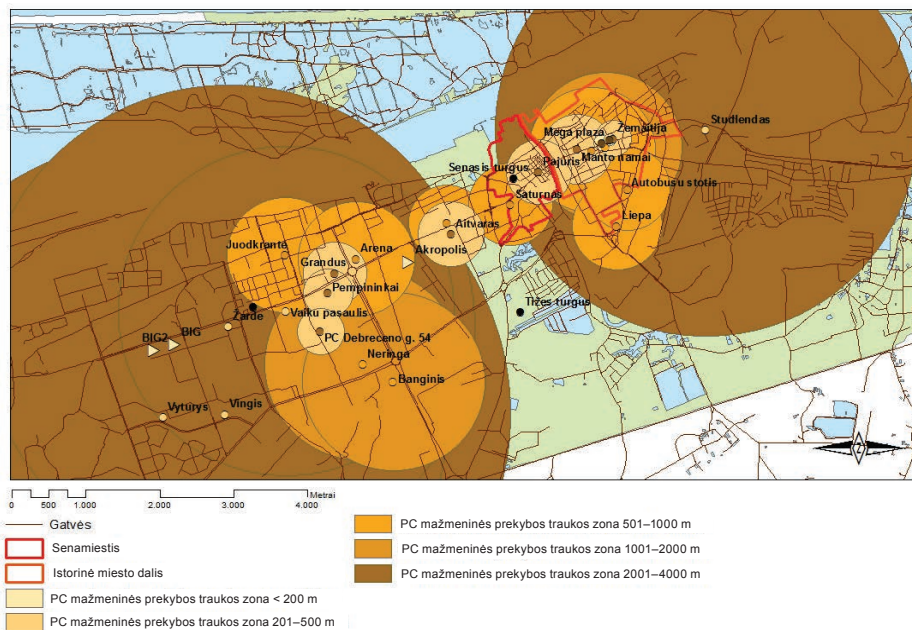 Studlendas
Mega plaza
Žemaitija
Senasis turgus
Pajūris
Manto namai
Saturnas
Autobusu stotis
Liepa
Aitvaras
Juodkrantė
Arena
Akropolis
Grandus
Pempininkai
Tilžės turgus
Žardė
Vaiku pasaulis
BIG2
BIG
PC Debreceno g. 54
Neringa
Banginis
Vyturys
Vingis
Z
Metrai
0 500 1.000 2.000 3.000 4.000
Gatvės
Senamiestis
Istorinė miesto dalis
PC mažmeninės prekybos traukos zona < 200 m
PC mažmeninės prekybos traukos zona 201–500 m
PC mažmeninės prekybos traukos zona 501–1000 m
PC mažmeninės prekybos traukos zona 1001–2000 m
PC mažmeninės prekybos traukos zona 2001–4000 m